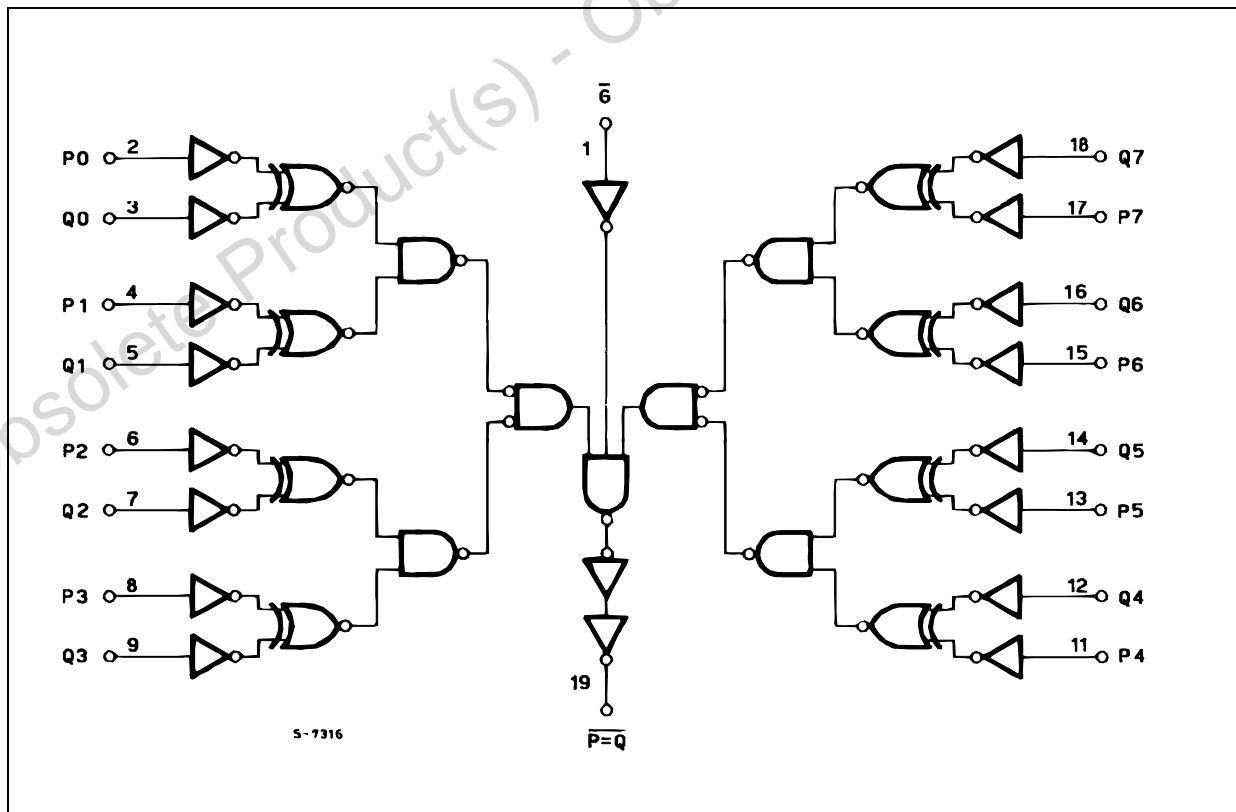 Obsolete Product(s) - Ob
G
1
P0 2
Q0 3
P1 4
Q1 5
P2 6
Q2 7
P3 8
Q3 9
18 Q7
17 P7
16 Q6
15 P6
14 Q5
13 P5
12 Q4
11 P4
19
P=Q
S-7316